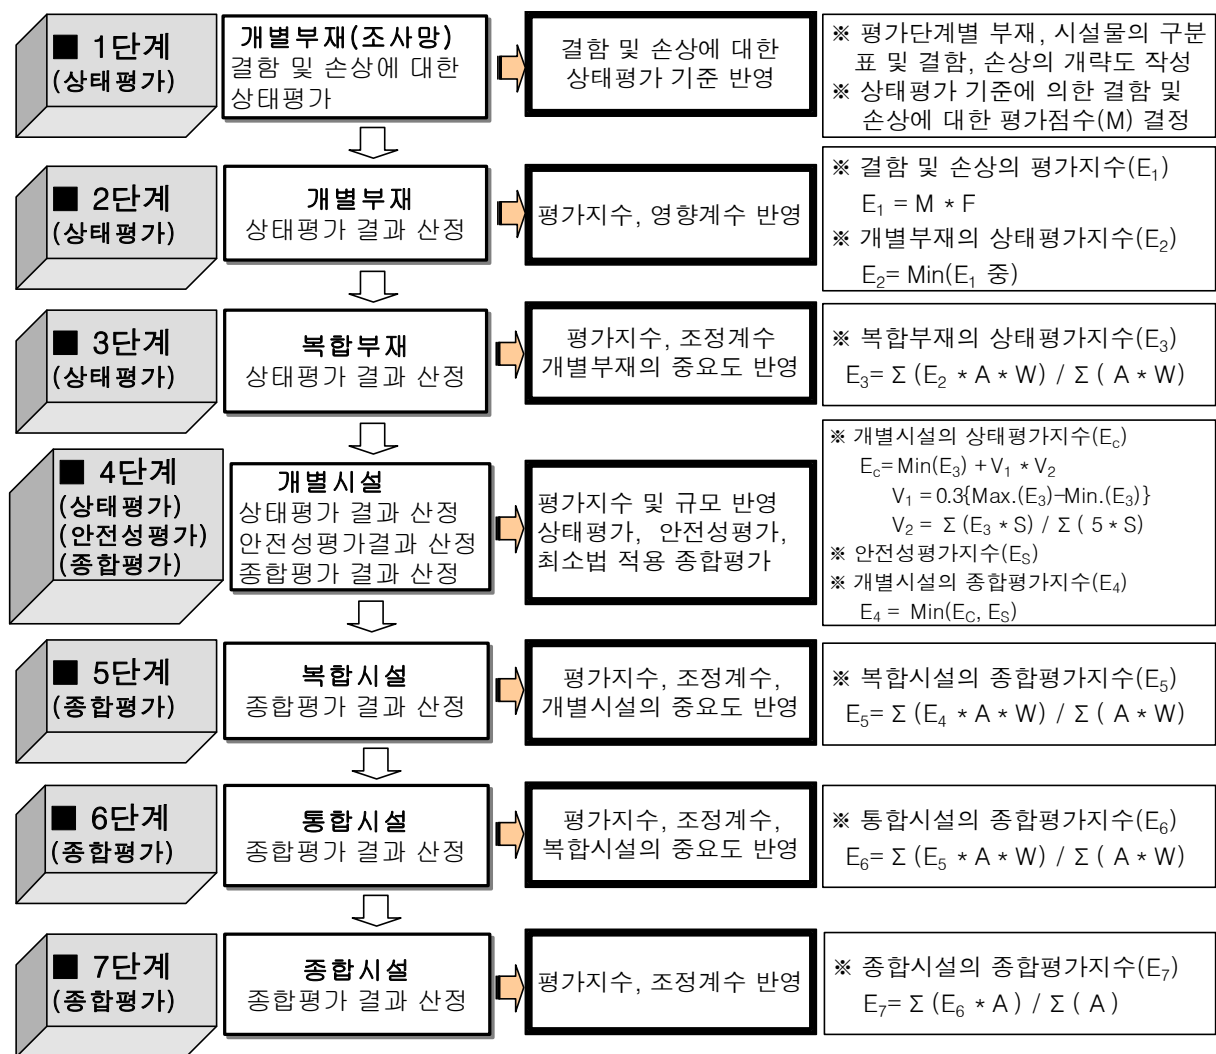 ■ 1단계
(상태평가)
개별부재(조사망)
결함 및 손상에 대한
상태평가
결함 및 손상에 대한
상태평가 기준 반영
※ 평가단계별 부재, 시설물의 구분
표 및 결함, 손상의 개략도 작성
※ 상태평가 기준에 의한 결함 및
손상에 대한 평가점수(M) 결정
■ 2단계
(상태평가)
개별부재
상태평가 결과 산정
평가지수, 영향계수 반영
※ 결함 및 손상의 평가지수(E₁)
E₁ = M * F
※ 개별부재의 상태평가지수(E₂)
E₂= Min(E₁ 중)
■ 3단계
(상태평가)
복합부재
상태평가 결과 산정
평가지수, 조정계수
개별부재의 중요도 반영
※ 복합부재의 상태평가지수(E₃)
E₃= Σ (E₂ * A * W) / Σ ( A * W)
■ 4단계
(상태평가)
(안전성평가)
(종합평가)
개별시설
상태평가 결과 산정
안전성평가결과 산정
종합평가 결과 산정
평가지수 및 규모 반영
상태평가, 안전성평가,
최소법 적용 종합평가
※ 개별시설의 상태평가지수(Ec)
Ec= Min(E₃) + V₁ * V₂
V₁ = 0.3{Max.(E₃)-Min.(E₃)}
V₂ = Σ (E₃ * S) / Σ ( 5 * S)
※ 안전성평가지수(ES)
※ 개별시설의 종합평가지수(E₄)
E₄ = Min(EC, ES)
■ 5단계
(종합평가)
복합시설
종합평가 결과 산정
평가지수, 조정계수,
개별시설의 중요도 반영
※ 복합시설의 종합평가지수(E₅)
E₅= Σ (E₄ * A * W) / Σ ( A * W)
■ 6단계
(종합평가)
통합시설
종합평가 결과 산정
평가지수, 조정계수,
복합시설의 중요도 반영
※ 통합시설의 종합평가지수(E₆)
E₆= Σ (E₅ * A * W) / Σ ( A * W)
■ 7단계
(종합평가)
종합시설
종합평가 결과 산정
평가지수, 조정계수 반영
※ 종합시설의 종합평가지수(E₇)
E₇= Σ (E₆ * A ) / Σ ( A )